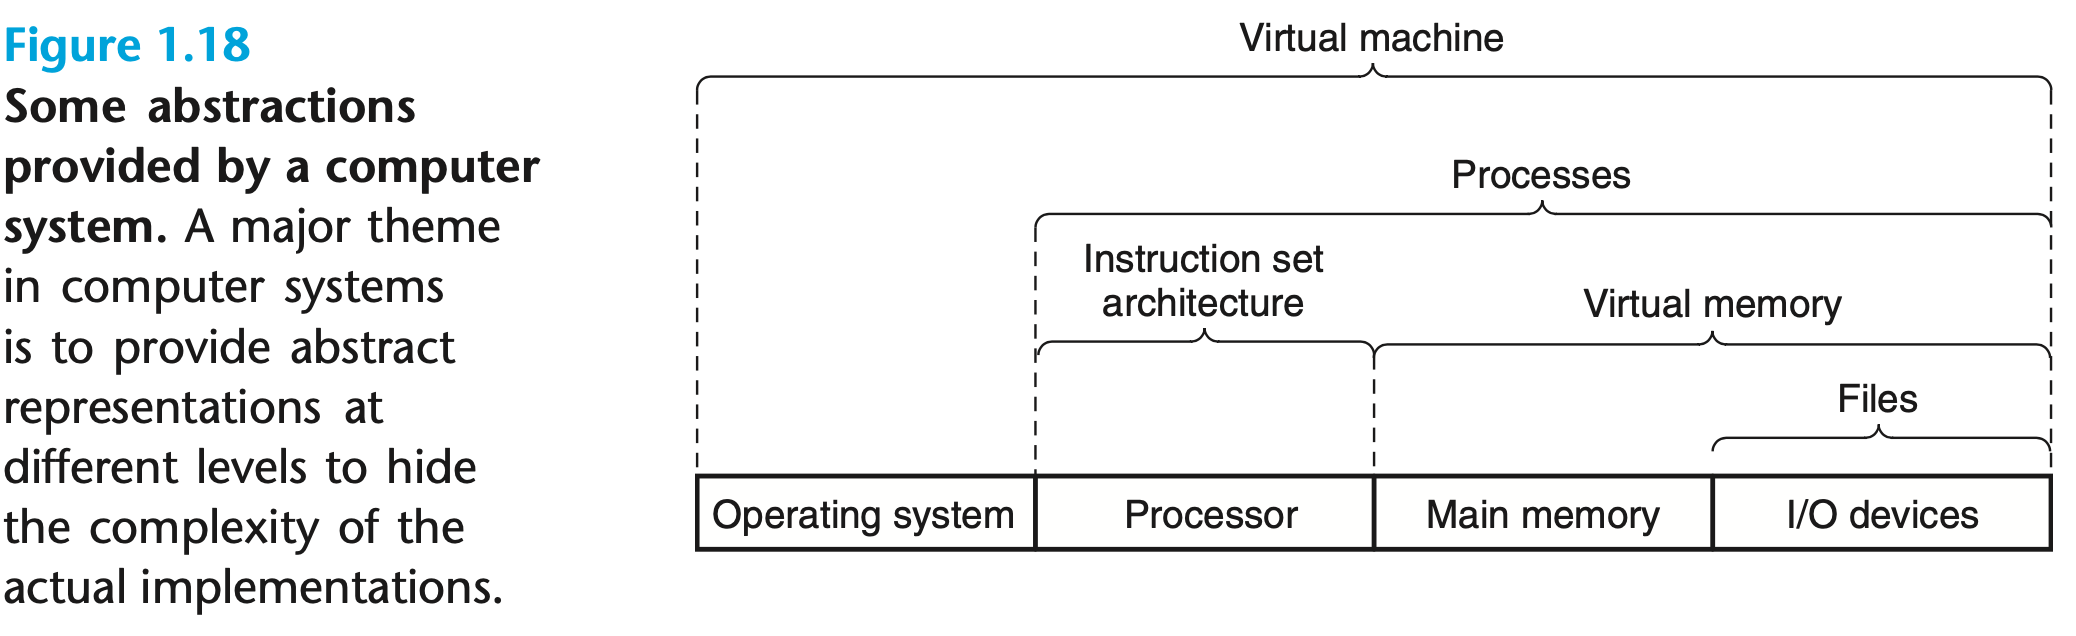 Figure 1.18
Some abstractions
provided by a computer
system. A major theme
in computer systems
is to provide abstract
representations at
different levels to hide
the complexity of the
actual implementations.
Virtual machine
Processes
Instruction set
architecture
Virtual memory
Files
Operating system
Processor
Main memory
I/O devices